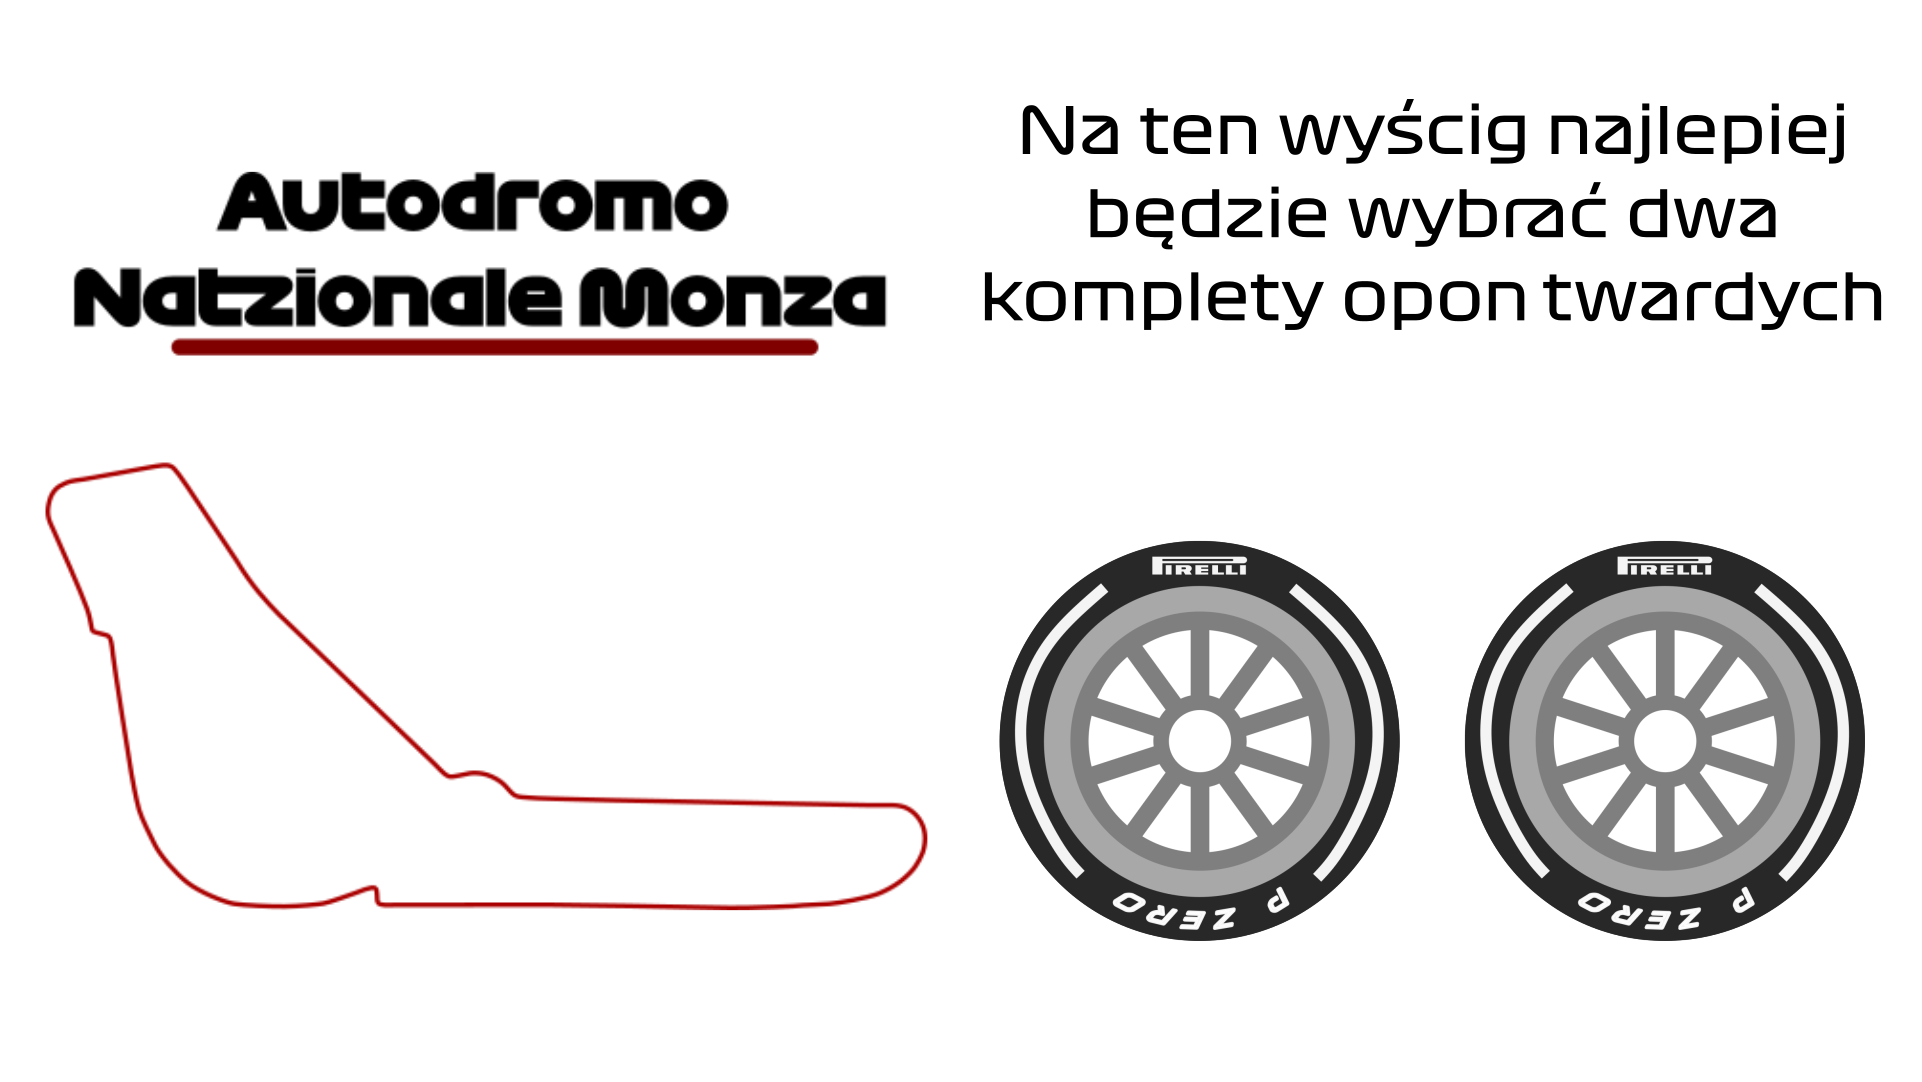 Autodromo
Natzionale Monza
Na ten wyścig najlepiej
będzie wybrać dwa
komplety opon twardych
PIRELLI
P ZERO
PIRELLI
P ZERO